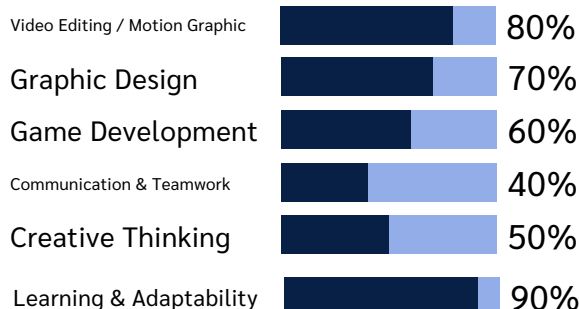 Video Editing / Motion Graphic 80%
Graphic Design 70%
Game Development 60%
Communication & Teamwork 40%
Creative Thinking 50%
Learning & Adaptability 90%